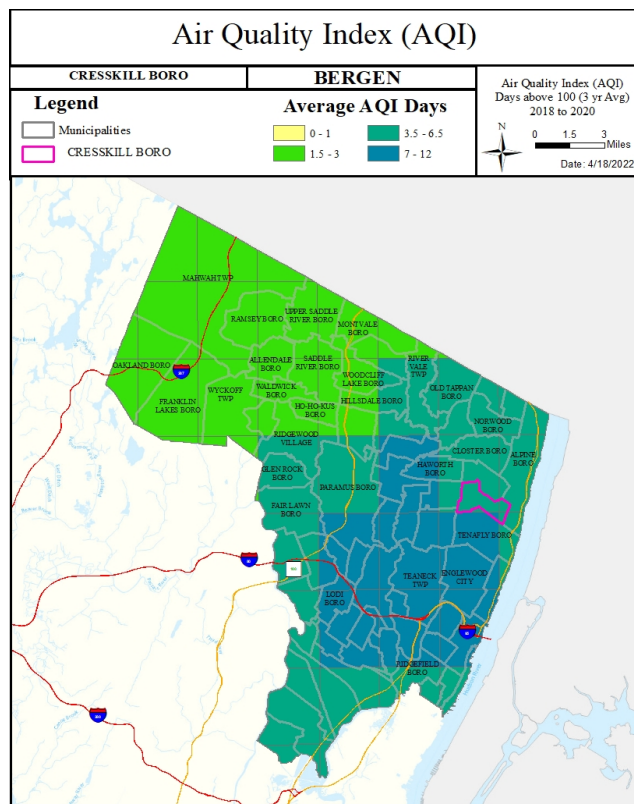 Air Quality Index (AQI)
CRESSKILL BORO
BERGEN
Legend
Municipalities
CRESSKILL BORO
Average AQI Days
0 - 1
1.5 - 3
3.5 - 6.5
7 - 12
Air Quality Index (AQI)
Days above 100 (3 yr Avg)
2018 to 2020
N
0 1.5 3
Miles
Date: 4/18/2022
MAHWAH TWP
RAMSEY BORO
UPPER SADDLE
RIVER BORO
MONTVALE
BORO
OAKLAND BORO
ALLENDALE
BORO
SADDLE
RIVER BORO
RIVER
VALE
TWP
WOODCLIFF
LAKE BORO
OLD TAPPAN
BORO
FRANKLIN
LAKES BORO
WYCKOFF
TWP
WALDWICK
BORO
HO-HO-KUS
BORO
HILLSDALE BORO
NORWOOD
BORO
RIDGEWOOD
VILLAGE
CLOSTER BORO
ALPINE
BORO
GLEN ROCK
BORO
HAWORTH
BORO
PARAMUS BORO
FAIR LAWN
BORO
TENAFLY BORO
TEANECK
TWP
ENGLEWOOD
CITY
LODI
BORO
RIDGEFIELD
BORO
287
80